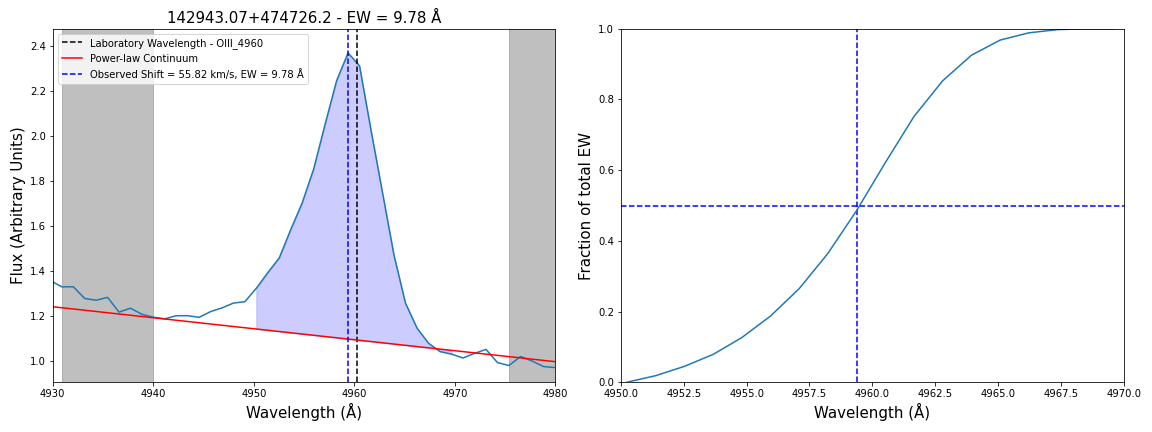 142943.07+474726.2 - EW = 9.78 Å
Laboratory Wavelength - OIII_4960
Power-law Continuum
Observed Shift = 55.82 km/s, EW = 9.78 Å
Flux (Arbitrary Units)
2.4
2.2
2.0
1.8
1.6
1.4
1.2
1.0
4930 4940 4950 4960 4970 4980
Wavelength (Å)
Fraction of total EW
1.0
0.8
0.6
0.4
0.2
0.0
4950.0 4952.5 4955.0 4957.5 4960.0 4962.5 4965.0 4967.5 4970.0
Wavelength (Å)